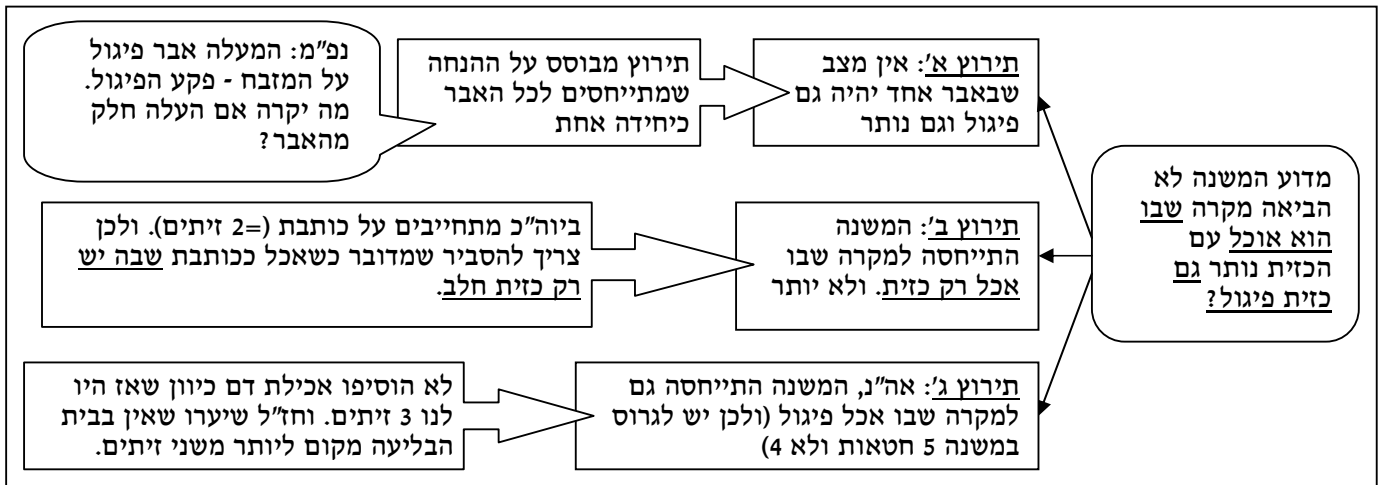 מדוע המשנה לא
הביאה מקרה שבו
הוא אוכל עם
הכזית נותר גם
כזית פיגול?
תירוץ א': אין מצב
שבאבר אחד יהיה גם
פיגול וגם נותר
תירוץ מבוסס על ההנחה
שמתייחסים לכל האבר
כיחידה אחת
נפ"מ: המעלה אבר פיגול
על המזבח - פקע הפיגול.
מה יקרה אם העלה חלק
מהאבר?
תירוץ ב': המשנה
התייחסה למקרה שבו
אכל רק כזית. ולא יותר
ביוה"כ מתחייבים על כותבת (=2 זיתים). ולכן
צריך להסביר שמדובר כשאכל ככותבת שבה יש
רק כזית חלב.
תירוץ ג': אה"נ, המשנה התייחסה גם
למקרה שבו אכל פיגול (ולכן יש לגרוס
במשנה 5 חטאות ולא 4)
לא הוסיפו אכילת דם כיוון שאז היו
לנו 3 זיתים. וחז"ל שיערו שאין בבית
הבליעה מקום ליותר משני זיתים.